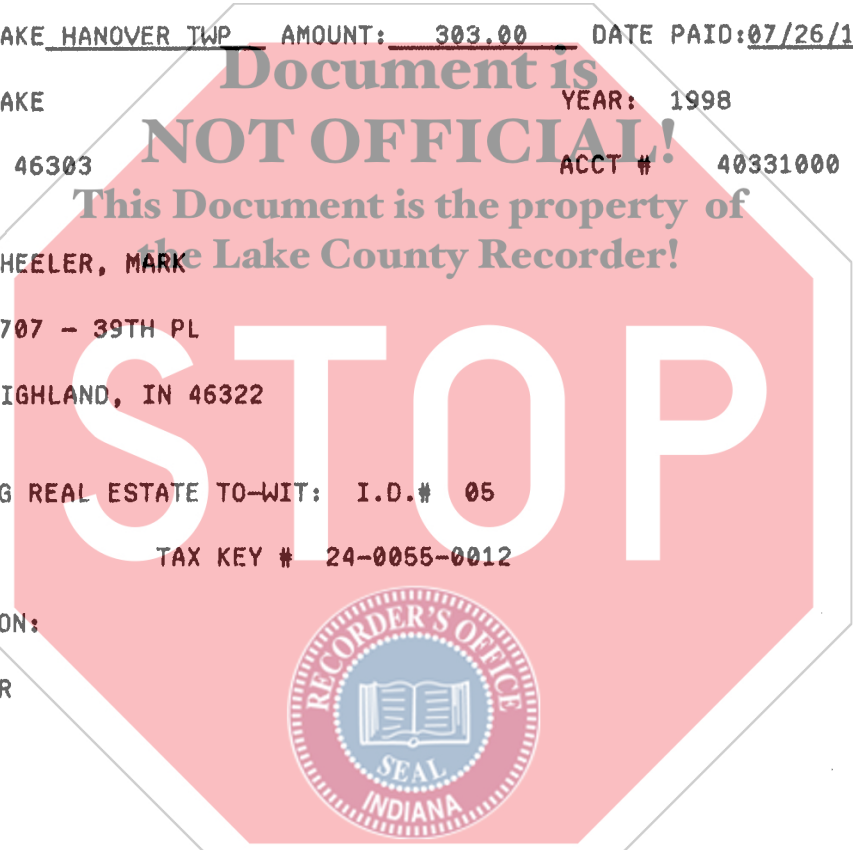 AKE HANOVER TWP AMOUNT: 303.00 DATE PAID:07/26/1
Document is
AKE YEAR: 1998
NOT OFFICIAL!
46303 ACCT # 40331000
This Document is the property of
the Lake County Recorder!
HEELER, MARK
707 - 39TH PL
IGHLAND, IN 46322
STOP
G REAL ESTATE TO-WIT: I.D.# 05
TAX KEY # 24-0055-0012
ON:
R
RECORDER'S OFFICE
SEAL
INDIANA